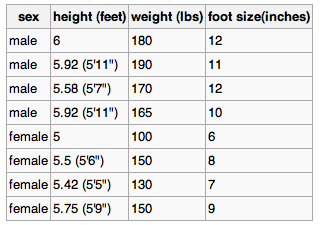 sex height (feet) weight (lbs) foot size(inches)
male 6 180 12
male 5.92 (5'11") 190 11
male 5.58 (5'7") 170 12
male 5.92 (5'11") 165 10
female 5 100 6
female 5.5 (5'6") 150 8
female 5.42 (5'5") 130 7
female 5.75 (5'9") 150 9